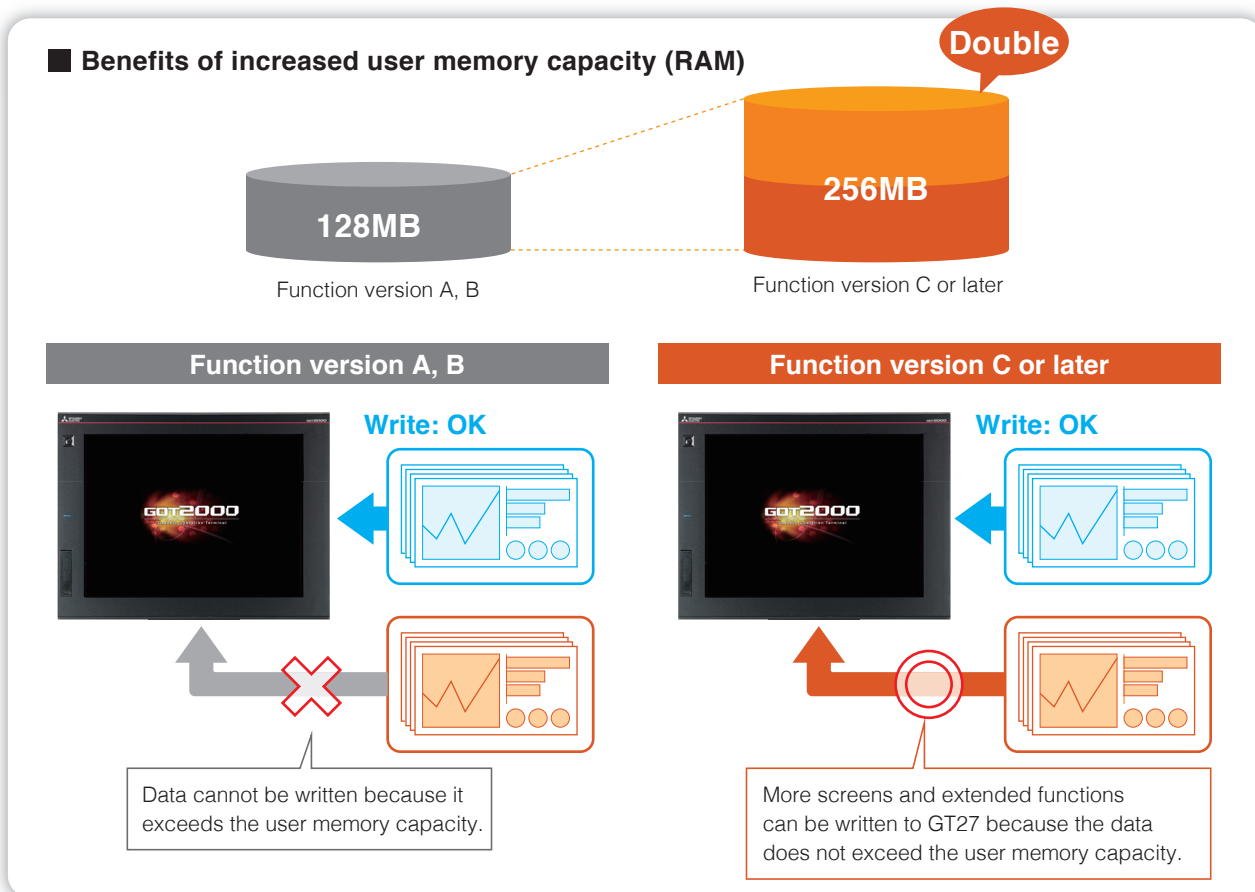 Double
■ Benefits of increased user memory capacity (RAM)
128MB
256MB
Function version A, B
Function version C or later
Function version A, B
Function version C or later
Write: OK
GOT2000
Write: OK
GOT2000
Data cannot be written because it
exceeds the user memory capacity.
More screens and extended functions
can be written to GT27 because the data
does not exceed the user memory capacity.